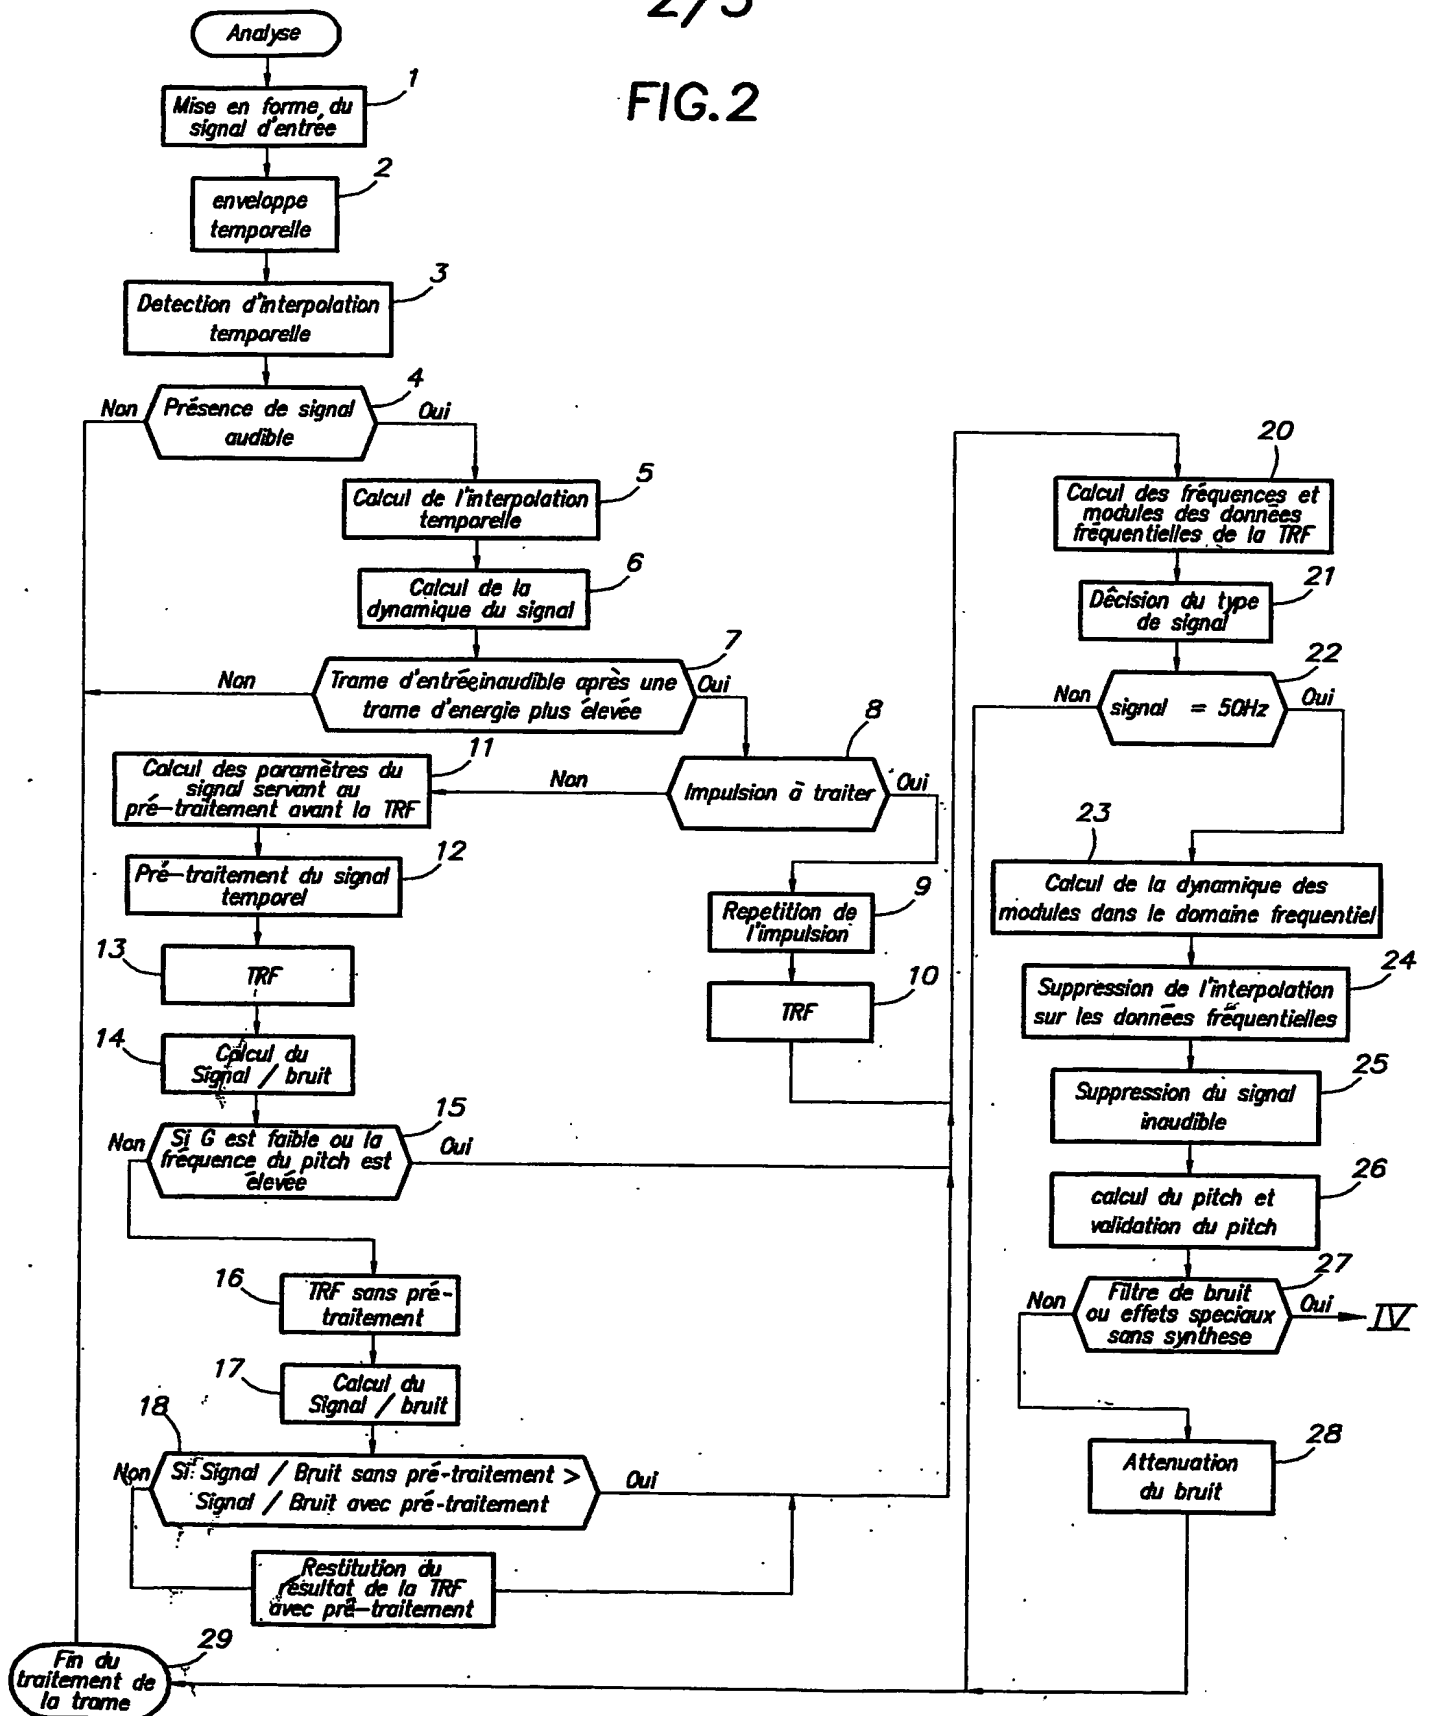 2/5
FIG.2
Analyse
1
Mise en forme du
signal d'entrée
2
enveloppe
temporelle
3
Detection d'interpolation
temporelle
4
Présence de signal
audible
Non
Oui
5
Calcul de l'interpolation
temporelle
6
Calcul de la
dynamique du signal
7
Trame d'entrée inaudible après une
trame d'energie plus élevée
Non
Oui
8
Impulsion à traiter
Non
Oui
9
Repetition de
l'impulsion
10
TRF
11
Calcul des paramètres du
signal servant au
pré-traitement avant la TRF
12
Pré-traitement du signal
temporel
13
TRF
14
Calcul du
Signal / bruit
15
Si G est faible ou la
fréquence du pitch est
élevée
Non
Oui
16
TRF sans pré-
traitement
17
Calcul du
Signal / bruit
18
Si Signal / Bruit sans pré-traitement >
Signal / Bruit avec pré-traitement
Non
Oui
Restitution du
résultat de la TRF
avec pré-traitement
20
Calcul des fréquences et
modules des données
fréquentielles de la TRF
21
Décision du type
de signal
22
signal = 50Hz
Non
Oui
23
Calcul de la dynamique des
modules dans le domaine frequentiel
24
Suppression de l'interpolation
sur les données fréquentielles
25
Suppression du signal
inaudible
26
calcul du pitch et
validation du pitch
27
Filtre de bruit
ou effets speciaux
sans synthese
Non
Oui
IV
28
Attenuation
du bruit
29
Fin du
traitement de
la trame